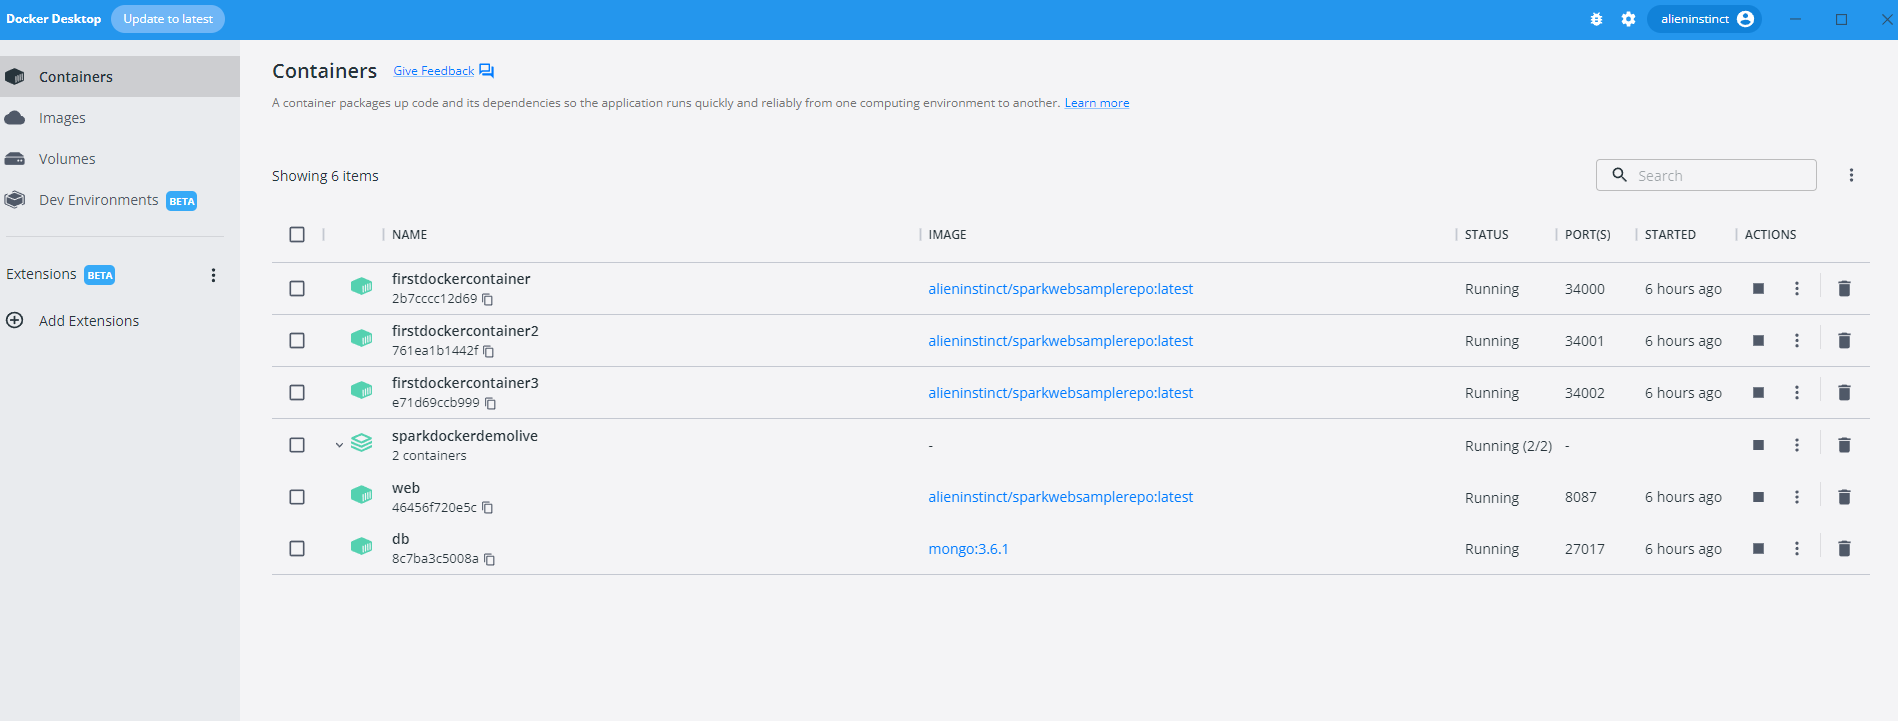 Docker Desktop Update to latest alieninstinct
Containers
Images
Volumes
Dev Environments BETA
Extensions BETA
Add Extensions
Containers Give Feedback
A container packages up code and its dependencies so the application runs quickly and reliably from one computing environment to another. Learn more
Showing 6 items Search
NAME IMAGE STATUS PORT(S) STARTED ACTIONS
firstdockercontainer
2b7cccc12d69 alieninstinct/sparkwebsamplerepo:latest Running 34000 6 hours ago
firstdockercontainer2
761ea1b1442f alieninstinct/sparkwebsamplerepo:latest Running 34001 6 hours ago
firstdockercontainer3
e71d69ccb999 alieninstinct/sparkwebsamplerepo:latest Running 34002 6 hours ago
sparkdockerdemolive
2 containers - Running (2/2) -
web
46456f720e5c alieninstinct/sparkwebsamplerepo:latest Running 8087 6 hours ago
db
8c7ba3c5008a mongo:3.6.1 Running 27017 6 hours ago